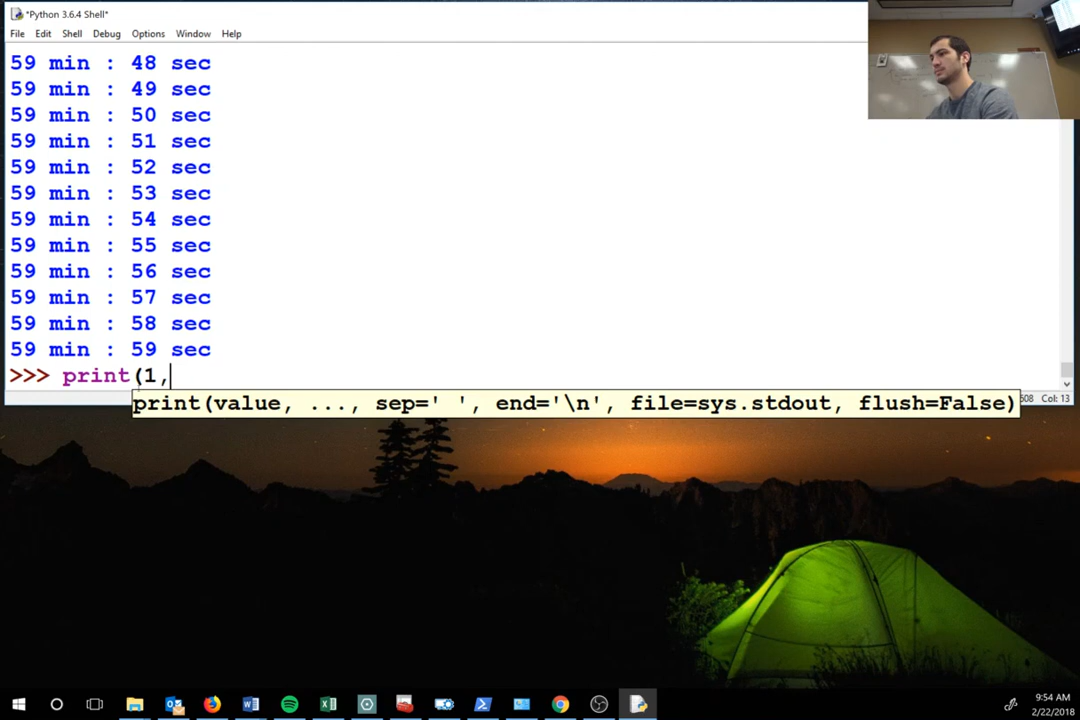 *Python 3.6.4 Shell*
File Edit Shell Debug Options Window Help
59 min : 48 sec
59 min : 49 sec
59 min : 50 sec
59 min : 51 sec
59 min : 52 sec
59 min : 53 sec
59 min : 54 sec
59 min : 55 sec
59 min : 56 sec
59 min : 57 sec
59 min : 58 sec
59 min : 59 sec
>>> print(1,
print(value, ..., sep=' ', end='\n', file=sys.stdout, flush=False)
608 Col: 13
9:54 AM
2/22/2018